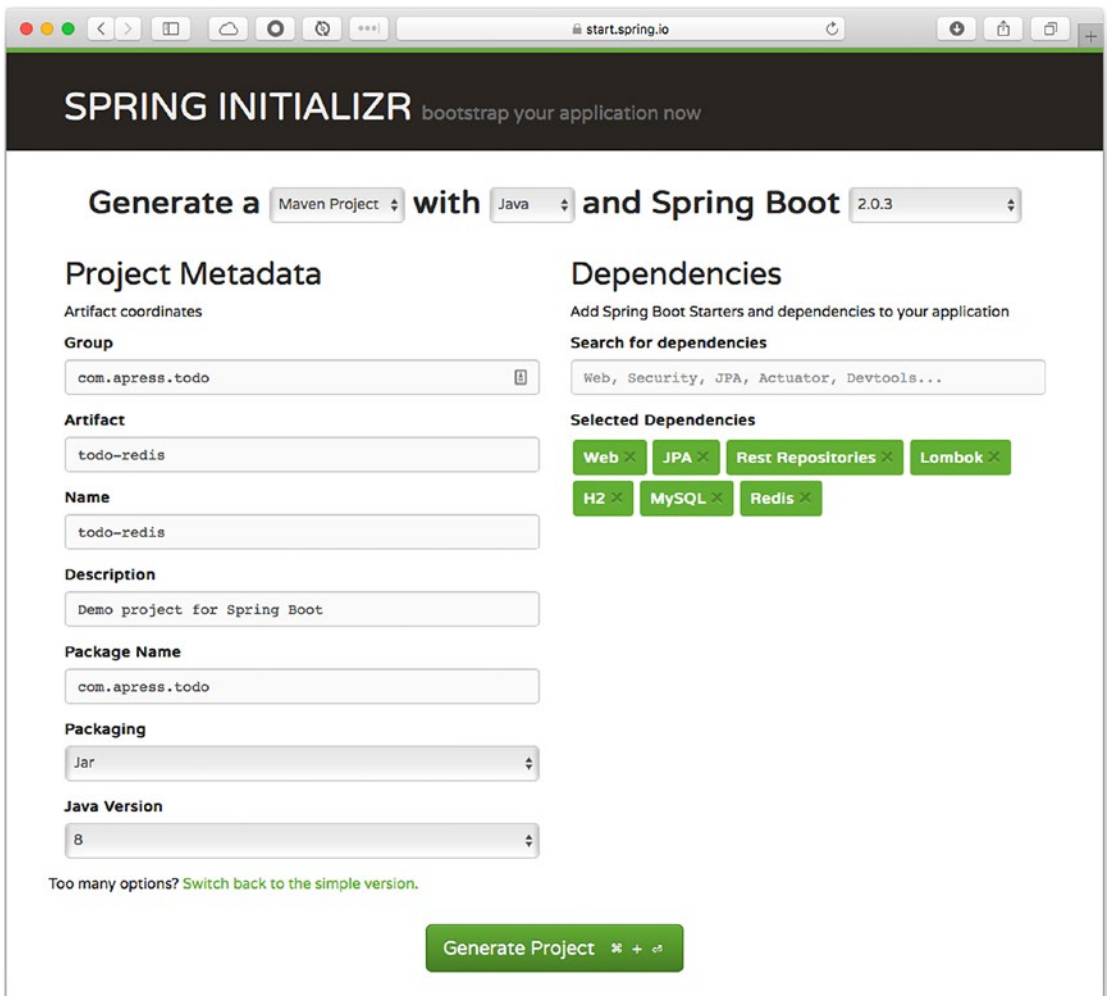 start.spring.io
SPRING INITIALIZR bootstrap your application now
Generate a Maven Project with Java and Spring Boot 2.0.3
Project Metadata
Artifact coordinates
Group
com.apress.todo
Artifact
todo-redis
Name
todo-redis
Description
Demo project for Spring Boot
Package Name
com.apress.todo
Packaging
Jar
Java Version
8
Too many options? Switch back to the simple version.
Dependencies
Add Spring Boot Starters and dependencies to your application
Search for dependencies
Web, Security, JPA, Actuator, Devtools...
Selected Dependencies
Web × JPA × Rest Repositories × Lombok ×
H2 × MySQL × Redis ×
Generate Project ⌘ + ⏎